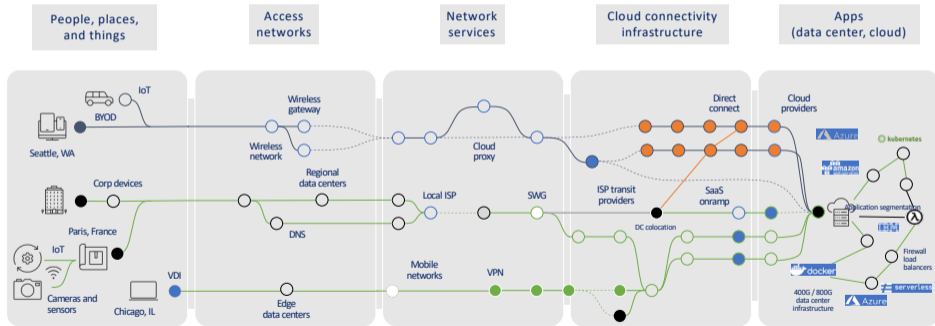 People, places,
and things
Access
networks
Network
services
Cloud connectivity
infrastructure
Apps
(data center, cloud)
IoT
BYOD
Seattle, WA
Corp devices
Paris, France
IoT
Cameras and
sensors
VDI
Chicago, IL
Wireless
gateway
Wireless
network
Regional
data centers
DNS
Edge
data centers
Cloud
proxy
Local ISP
SWG
Mobile
networks
VPN
Direct
connect
ISP transit
providers
SaaS
onramp
DC colocation
Cloud
providers
Azure
kubernetes
amazon
Application segmentation
IBM
Firewall
load
balancers
docker
400G / 800G
data center
infrastructure
Azure
serverless